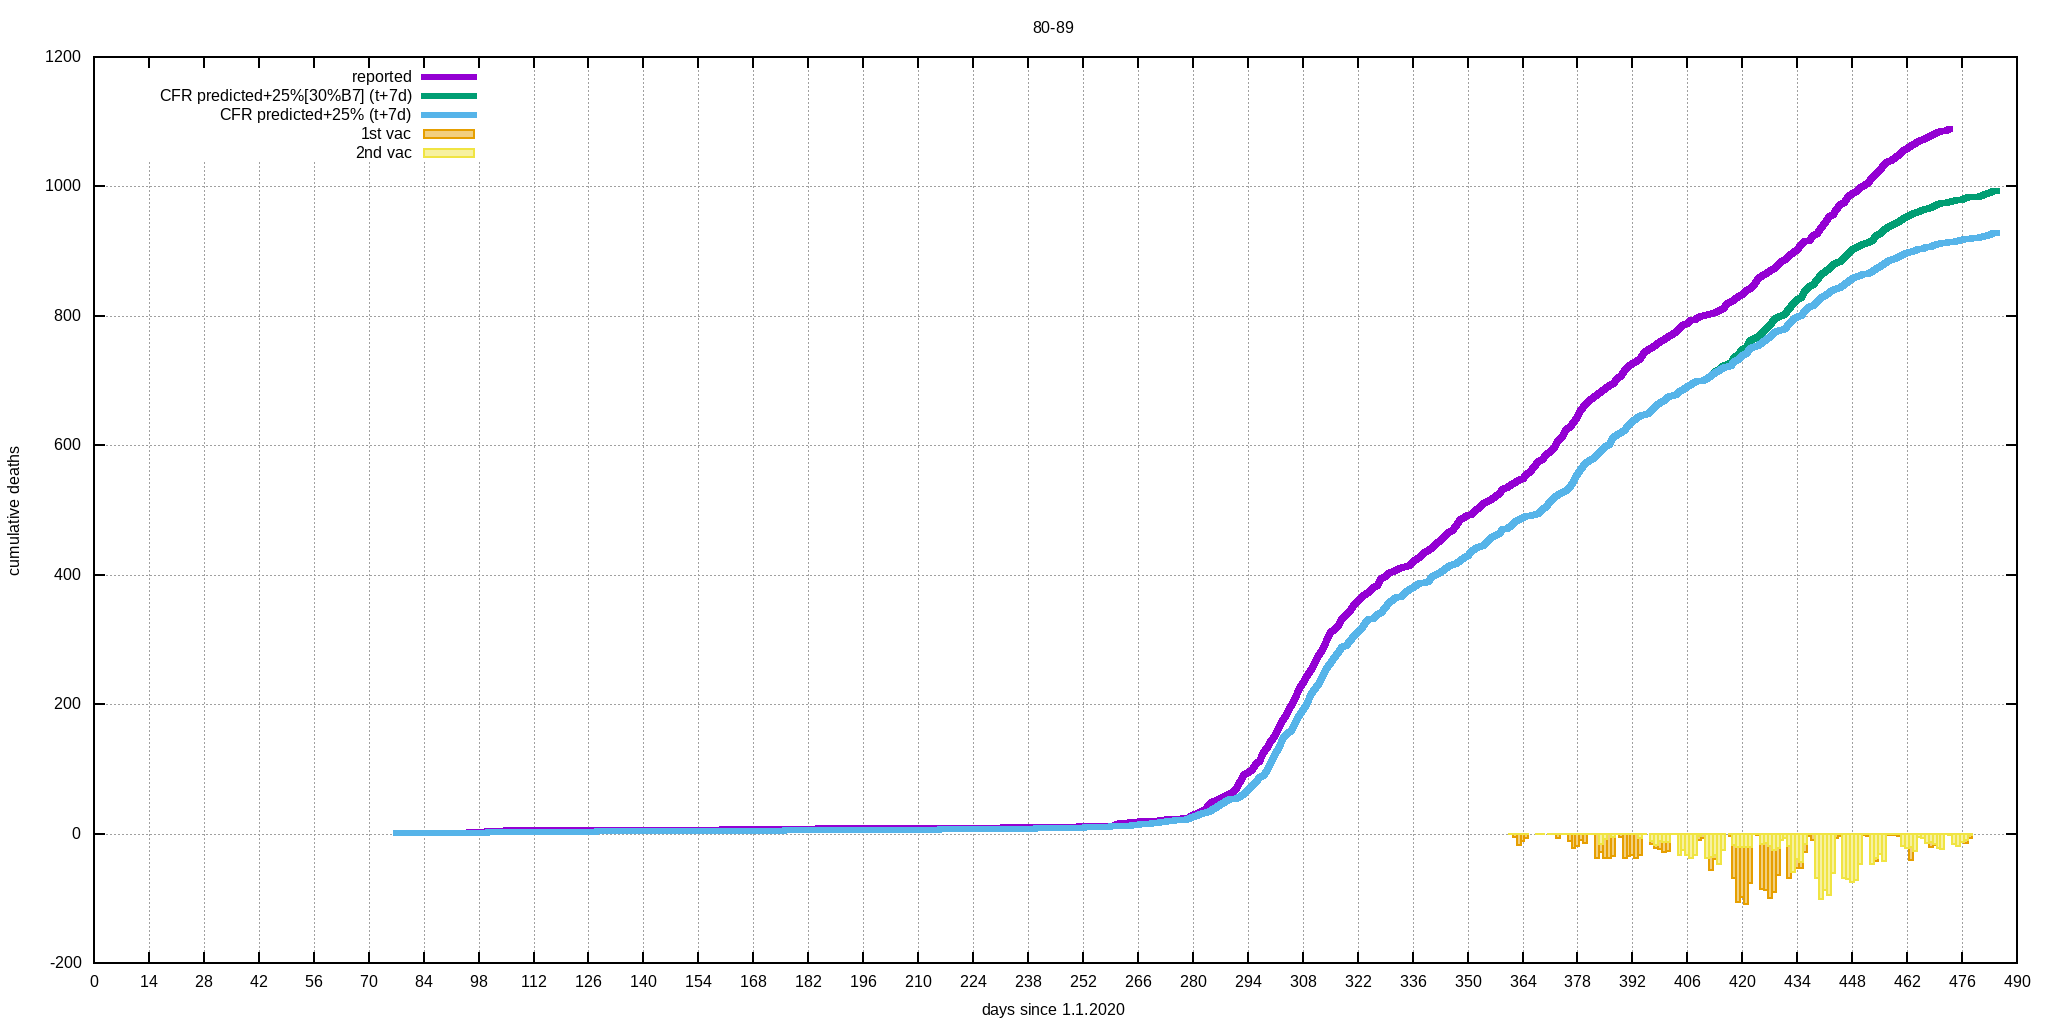 80-89
1200
1000
800
600
400
200
0
-200
cumulative deaths
reported
CFR predicted+25%[30%B7] (t+7d)
CFR predicted+25% (t+7d)
1st vac
2nd vac
0 14 28 42 56 70 84 98 112 126 140 154 168 182 196 210 224 238 252 266 280 294 308 322 336 350 364 378 392 406 420 434 448 462 476 490
days since 1.1.2020